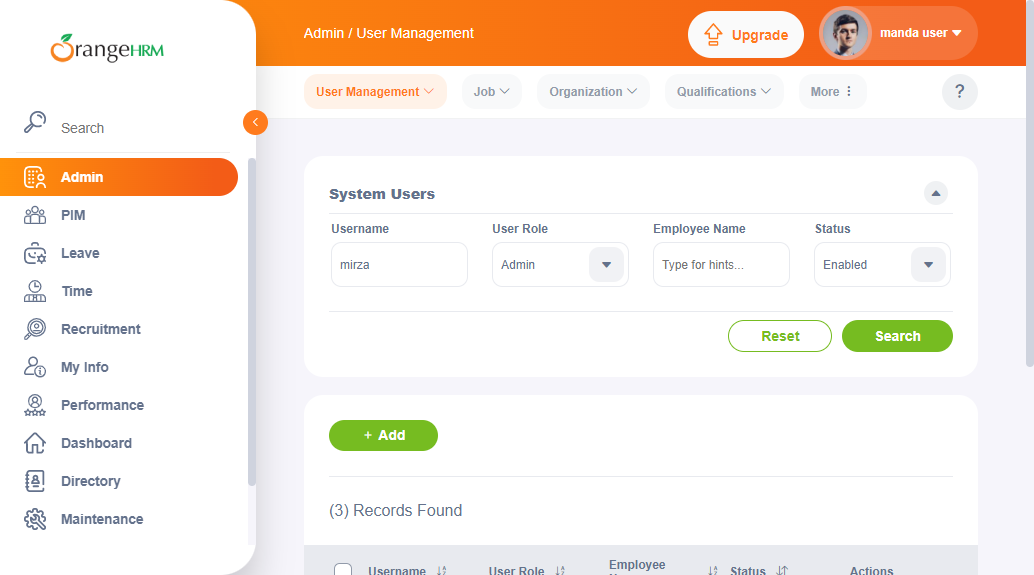 Admin / User Management
Upgrade
manda user
OrangeHRM
User Management
Job
Organization
Qualifications
More
?
Search
Admin
PIM
Leave
Time
Recruitment
My Info
Performance
Dashboard
Directory
Maintenance
System Users
Username
User Role
Employee Name
Status
mirza
Admin
Type for hints...
Enabled
Reset
Search
+ Add
(3) Records Found
Username
User Role
Employee
Status
Actions